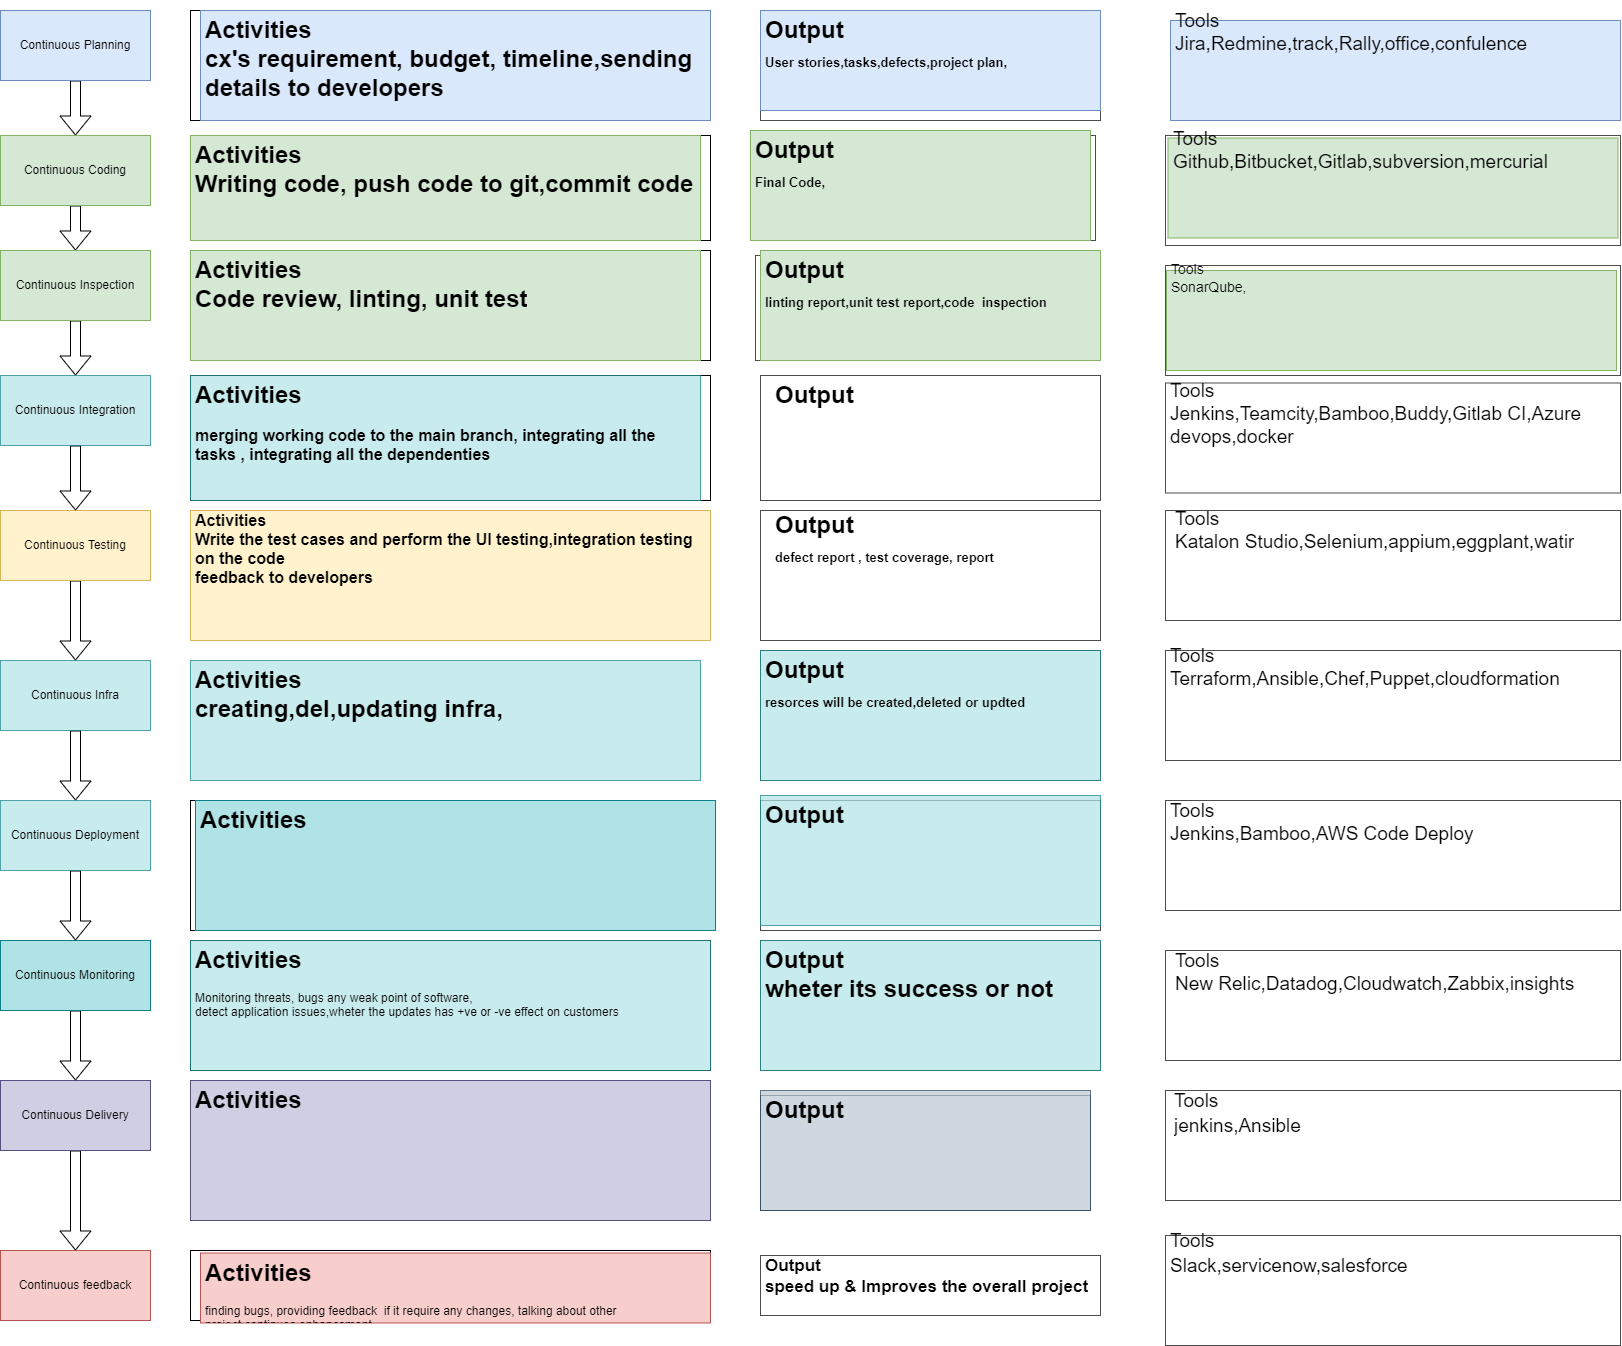 Continuous Planning
Activities
cx's requirement, budget, timeline,sending
details to developers
Output
User stories,tasks,defects,project plan,
Tools
Jira,Redmine,track,Rally,office,confulence
Continuous Coding
Activities
Writing code, push code to git,commit code
Output
Final Code,
Tools
Github,Bitbucket,Gitlab,subversion,mercurial
Continuous Inspection
Activities
Code review, linting, unit test
Output
linting report,unit test report,code inspection
Tools
SonarQube,
Continuous Integration
Activities
merging working code to the main branch, integrating all the
tasks , integrating all the dependenties
Output
Tools
Jenkins,Teamcity,Bamboo,Buddy,Gitlab CI,Azure
devops,docker
Continuous Testing
Activities
Write the test cases and perform the UI testing,integration testing
on the code
feedback to developers
Output
defect report , test coverage, report
Tools
Katalon Studio,Selenium,appium,eggplant,watir
Continuous Infra
Activities
creating,del,updating infra,
Output
resorces will be created,deleted or updted
Tools
Terraform,Ansible,Chef,Puppet,cloudformation
Continuous Deployment
Activities
Output
Tools
Jenkins,Bamboo,AWS Code Deploy
Continuous Monitoring
Activities
Monitoring threats, bugs any weak point of software,
detect application issues,wheter the updates has +ve or -ve effect on customers
Output
wheter its success or not
Tools
New Relic,Datadog,Cloudwatch,Zabbix,insights
Continuous Delivery
Activities
Output
Tools
jenkins,Ansible
Continuous feedback
Activities
finding bugs, providing feedback if it require any changes, talking about other
Output
speed up & Improves the overall project
Tools
Slack,servicenow,salesforce